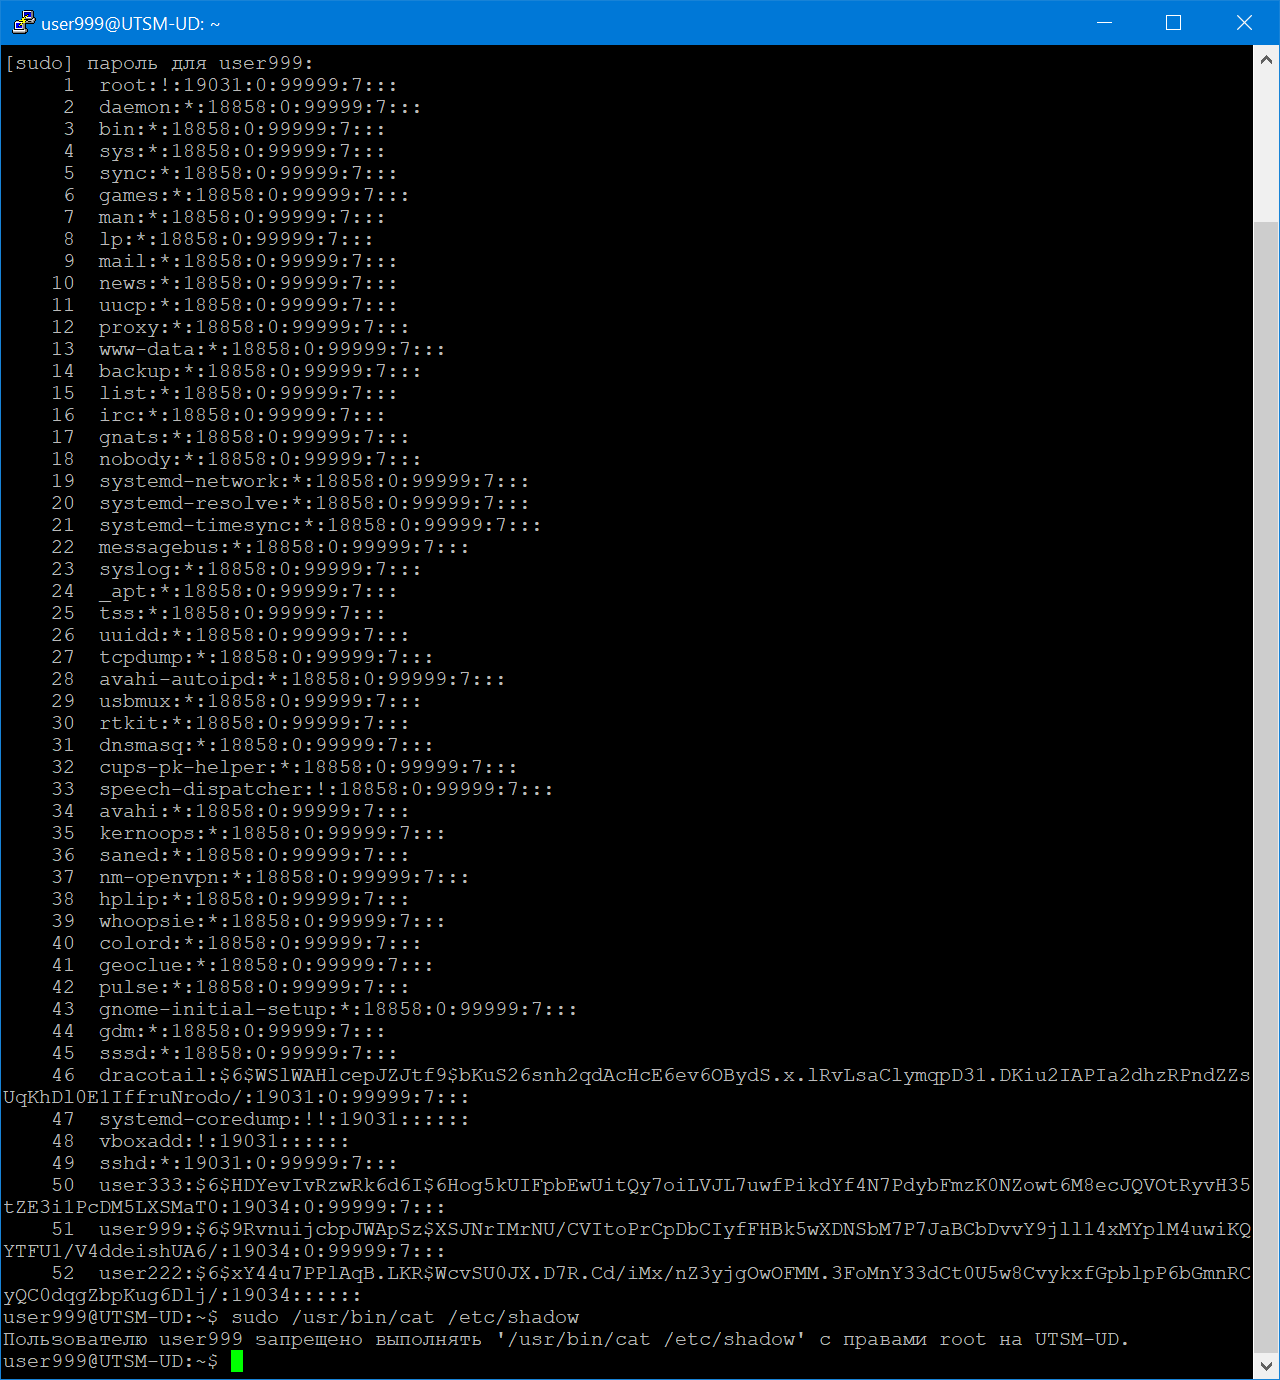 user999@UTSM-UD: ~
[sudo] пароль для user999:
1 root:!:19031:0:99999:7:::
2 daemon:*:18858:0:99999:7:::
3 bin:*:18858:0:99999:7:::
4 sys:*:18858:0:99999:7:::
5 sync:*:18858:0:99999:7:::
6 games:*:18858:0:99999:7:::
7 man:*:18858:0:99999:7:::
8 lp:*:18858:0:99999:7:::
9 mail:*:18858:0:99999:7:::
10 news:*:18858:0:99999:7:::
11 uucp:*:18858:0:99999:7:::
12 proxy:*:18858:0:99999:7:::
13 www-data:*:18858:0:99999:7:::
14 backup:*:18858:0:99999:7:::
15 list:*:18858:0:99999:7:::
16 irc:*:18858:0:99999:7:::
17 gnats:*:18858:0:99999:7:::
18 nobody:*:18858:0:99999:7:::
19 systemd-network:*:18858:0:99999:7:::
20 systemd-resolve:*:18858:0:99999:7:::
21 systemd-timesync:*:18858:0:99999:7:::
22 messagebus:*:18858:0:99999:7:::
23 syslog:*:18858:0:99999:7:::
24 _apt:*:18858:0:99999:7:::
25 tss:*:18858:0:99999:7:::
26 uuidd:*:18858:0:99999:7:::
27 tcpdump:*:18858:0:99999:7:::
28 avahi-autoipd:*:18858:0:99999:7:::
29 usbmux:*:18858:0:99999:7:::
30 rtkit:*:18858:0:99999:7:::
31 dnsmasq:*:18858:0:99999:7:::
32 cups-pk-helper:*:18858:0:99999:7:::
33 speech-dispatcher:!:18858:0:99999:7:::
34 avahi:*:18858:0:99999:7:::
35 kernoops:*:18858:0:99999:7:::
36 saned:*:18858:0:99999:7:::
37 nm-openvpn:*:18858:0:99999:7:::
38 hplip:*:18858:0:99999:7:::
39 whoopsie:*:18858:0:99999:7:::
40 colord:*:18858:0:99999:7:::
41 geoclue:*:18858:0:99999:7:::
42 pulse:*:18858:0:99999:7:::
43 gnome-initial-setup:*:18858:0:99999:7:::
44 gdm:*:18858:0:99999:7:::
45 sssd:*:18858:0:99999:7:::
46 dracotail:$6$WSlWAHlcepJZJtf9$bKuS26snh2qdAcHcE6ev6OBydS.x.lRvLsaClymqpD31.DKiu2IAPIa2dhzRPndZZs
UqKhDl0E1IffruNrodo/:19031:0:99999:7:::
47 systemd-coredump:!!:19031::::::
48 vboxadd:!:19031::::::
49 sshd:*:19031:0:99999:7:::
50 user333:$6$HDYevIvRzwRk6d6I$6Hog5kUIFpbEwUitQy7oiLVJL7uwfPikdYf4N7PdybFmzK0NZowt6M8ecJQVOtRyvH35
tZE3i1PcDM5LXSMaT0:19034:0:99999:7:::
51 user999:$6$9RvnuijcbpJWApSz$XSJNrIMrNU/CVItoPrCpDbCIyfFHBk5wXDNSbM7P7JaBCbDvvY9jll14xMYplM4uwiKQ
YTFU1/V4ddeishUA6/:19034:0:99999:7:::
52 user222:$6$xY44u7PPlAqB.LKR$WcvSU0JX.D7R.Cd/iMx/nZ3yjgOwOFMM.3FoMnY33dCt0U5w8CvykxfGpblpP6bGmnRC
yQC0dqgZbpKug6Dlj/:19034::::::
user999@UTSM-UD:~$ sudo /usr/bin/cat /etc/shadow
Пользователю user999 запрещено выполнять '/usr/bin/cat /etc/shadow' с правами root на UTSM-UD.
user999@UTSM-UD:~$